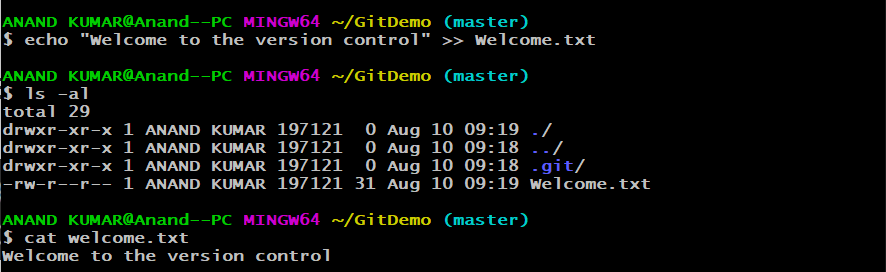 ANAND KUMAR@Anand--PC MINGW64 ~/GitDemo (master)
$ echo "Welcome to the version control" >> Welcome.txt
ANAND KUMAR@Anand--PC MINGW64 ~/GitDemo (master)
$ ls -al
total 29
drwxr-xr-x 1 ANAND KUMAR 197121  0 Aug 10 09:19 ./
drwxr-xr-x 1 ANAND KUMAR 197121  0 Aug 10 09:18 ../
drwxr-xr-x 1 ANAND KUMAR 197121  0 Aug 10 09:18 .git/
-rw-r--r-- 1 ANAND KUMAR 197121 31 Aug 10 09:19 Welcome.txt
ANAND KUMAR@Anand--PC MINGW64 ~/GitDemo (master)
$ cat welcome.txt
Welcome to the version control